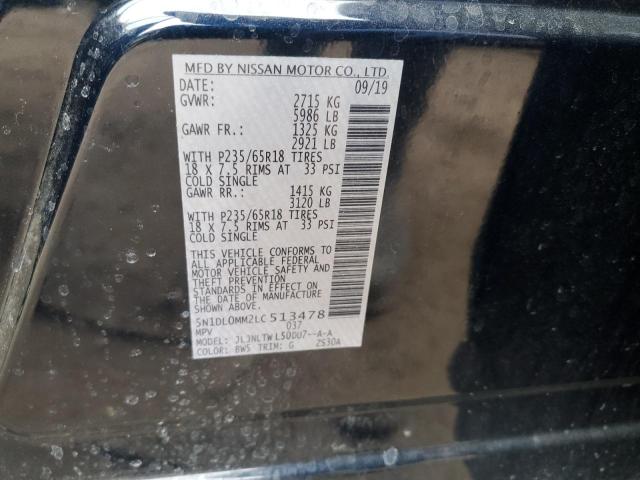 MFD BY NISSAN MOTOR CO., LTD.
DATE: 09/19
GVWR: 2715 KG
5986 LB
GAWR FR.: 1325 KG
2921 LB
WITH P235/65R18 TIRES
18 X 7.5 RIMS AT 33 PSI
COLD SINGLE
GAWR RR.: 1415 KG
3120 LB
WITH P235/65R18 TIRES
18 X 7.5 RIMS AT 33 PSI
COLD SINGLE
THIS VEHICLE CONFORMS TO
ALL APPLICABLE FEDERAL
MOTOR VEHICLE SAFETY AND
THEFT PREVENTION
STANDARDS IN EFFECT ON
THE DATE OF MANUFACTURE
SHOWN ABOVE.
5N1DL0MM2LC513478
037
MPV
MODEL: JLJNLTWL50DU7--A-A
COLOR: BW5 TRIM: G ZS30A